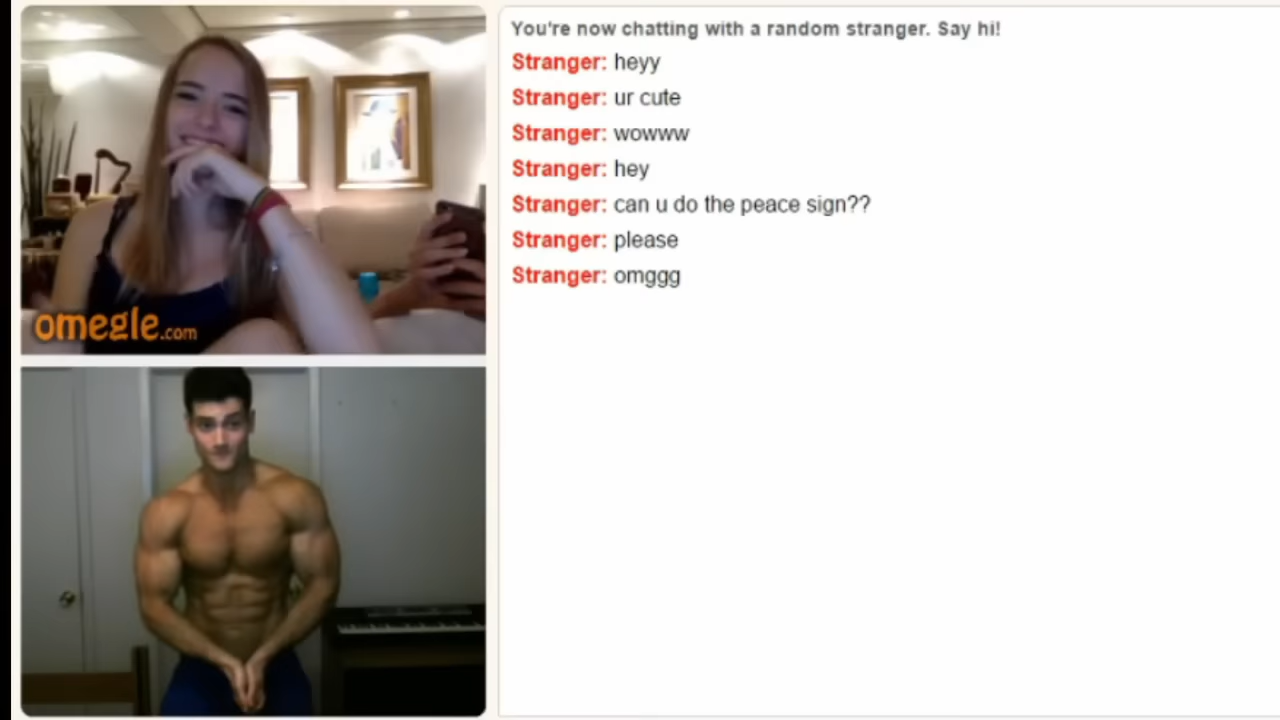 You're now chatting with a random stranger. Say hi!
Stranger: heyy
Stranger: ur cute
Stranger: wowww
Stranger: hey
Stranger: can u do the peace sign??
Stranger: please
Stranger: omggg
omegle.com